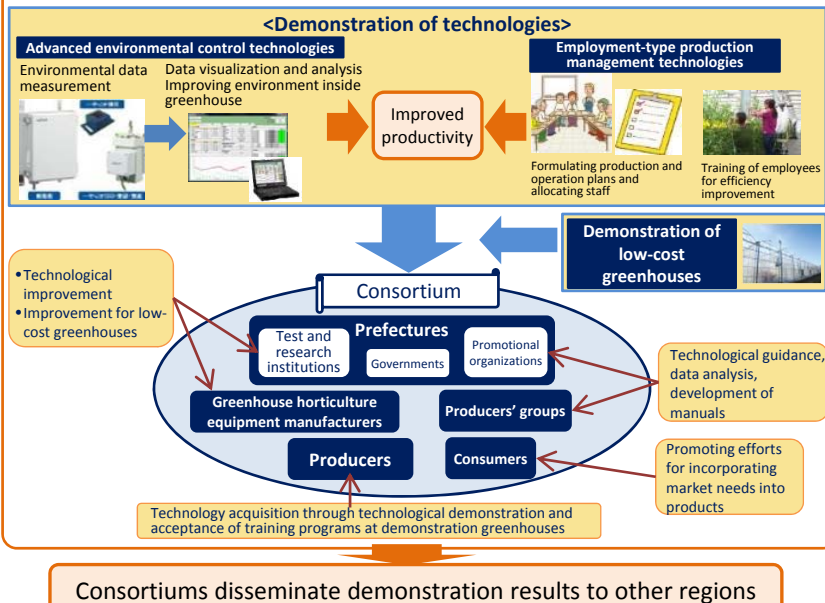 <Demonstration of technologies>
Advanced environmental control technologies
Environmental data
measurement
Data visualization and analysis
Improving environment inside
greenhouse
Improved
productivity
Employment-type production
management technologies
Formulating production and
operation plans and
allocating staff
Training of employees
for efficiency
improvement
Demonstration of
low-cost
greenhouses
• Technological
improvement
• Improvement for low-
cost greenhouses
Consortium
Prefectures
Test and
research
institutions
Governments
Promotional
organizations
Greenhouse horticulture
equipment manufacturers
Producers' groups
Producers
Consumers
Technological guidance,
data analysis,
development of
manuals
Promoting efforts
for incorporating
market needs into
products
Technology acquisition through technological demonstration and
acceptance of training programs at demonstration greenhouses
Consortiums disseminate demonstration results to other regions